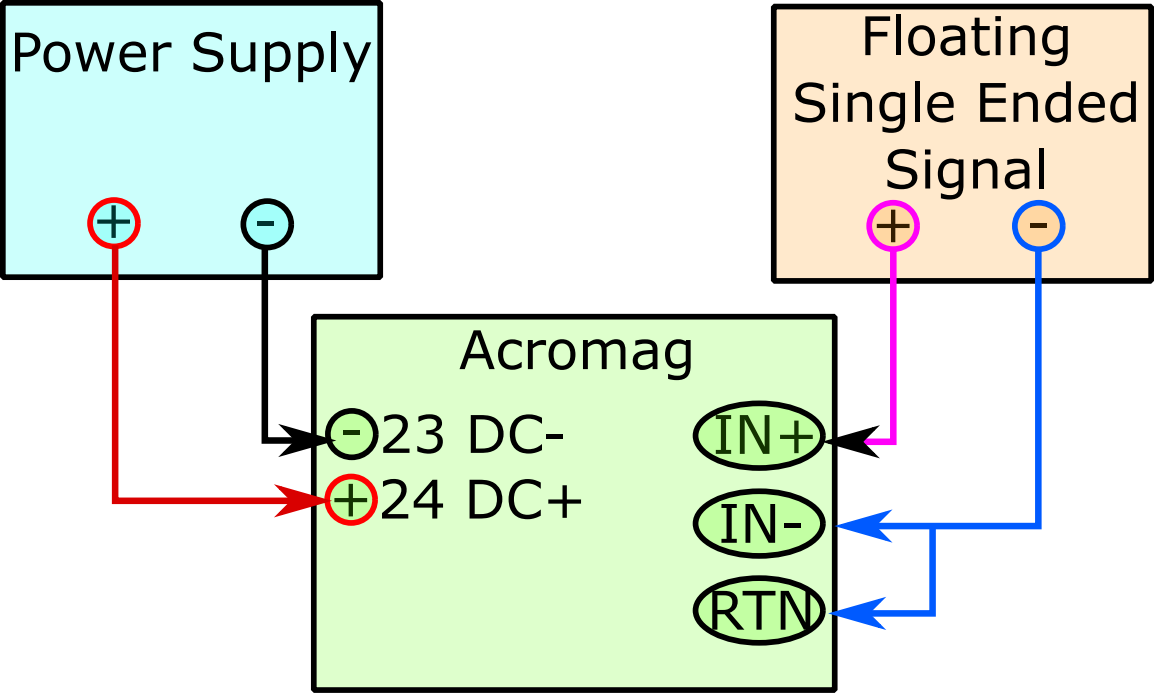 Power Supply
+ -
Floating
Single Ended
Signal
+ -
Acromag
- 23 DC-
+ 24 DC+
IN+
IN-
RTN